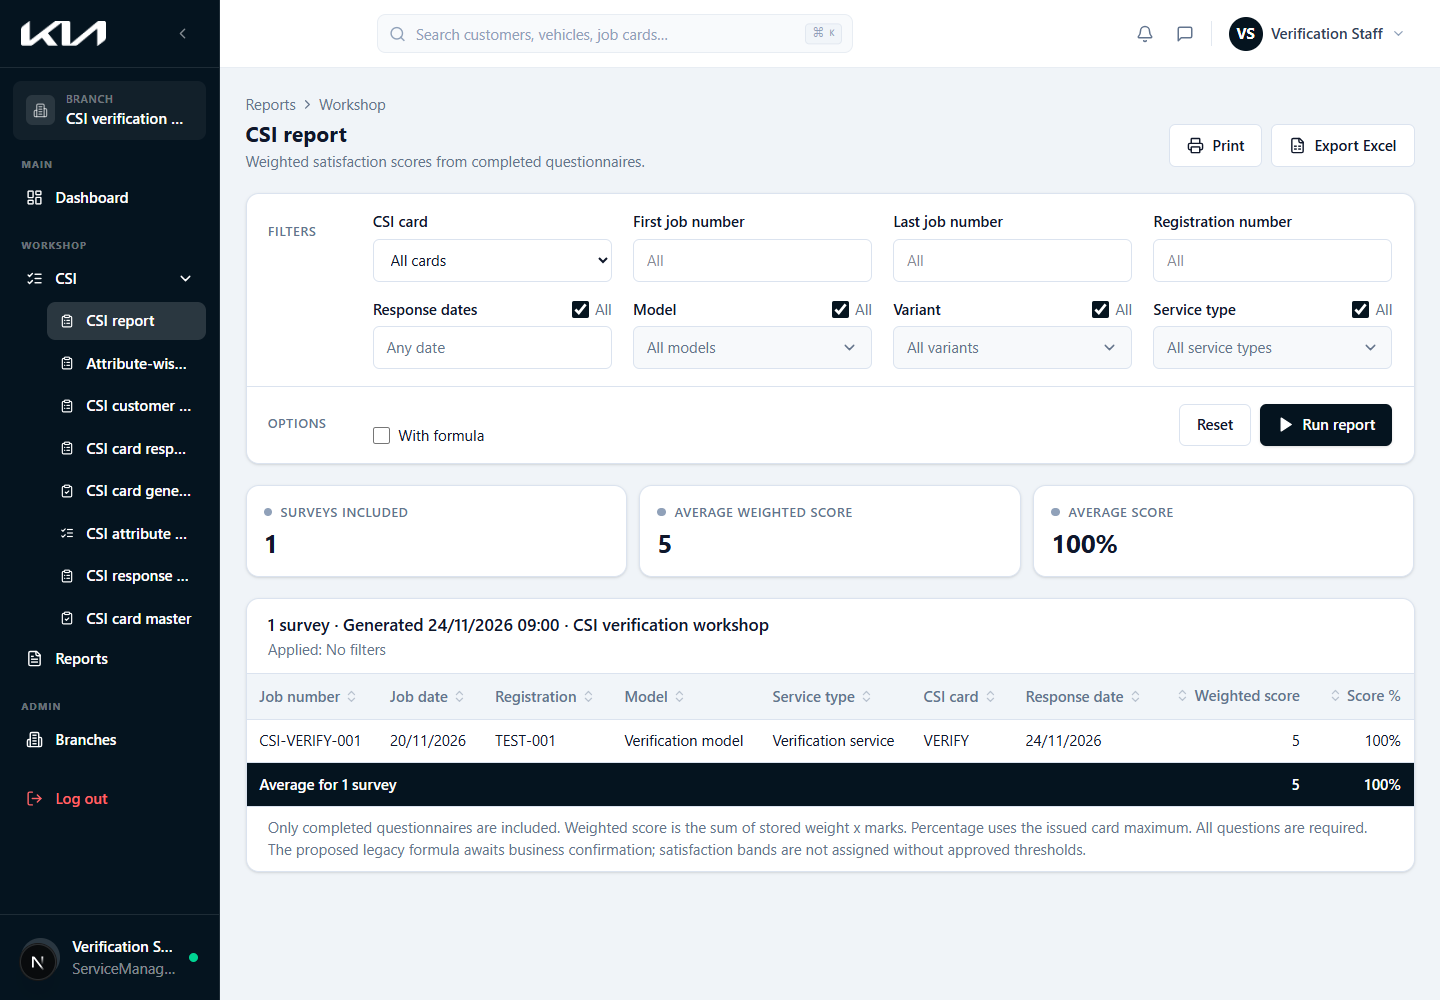 KIA
Search customers, vehicles, job cards...
⌘ K
VS
Verification Staff
BRANCH
CSI verification ...
MAIN
Dashboard
WORKSHOP
CSI
CSI report
Attribute-wis...
CSI customer ...
CSI card resp...
CSI card gene...
CSI attribute ...
CSI response ...
CSI card master
Reports
ADMIN
Branches
Log out
N
Verification S...
ServiceManag...
Reports > Workshop
CSI report
Weighted satisfaction scores from completed questionnaires.
Print
Export Excel
FILTERS
CSI card
First job number
Last job number
Registration number
All cards
All
All
All
Response dates
All
Model
All
Variant
All
Service type
All
Any date
All models
All variants
All service types
OPTIONS
With formula
Reset
Run report
SURVEYS INCLUDED
1
AVERAGE WEIGHTED SCORE
5
AVERAGE SCORE
100%
1 survey · Generated 24/11/2026 09:00 · CSI verification workshop
Applied: No filters
Job number Job date Registration Model Service type CSI card Response date Weighted score Score %
CSI-VERIFY-001 20/11/2026 TEST-001 Verification model Verification service VERIFY 24/11/2026 5 100%
Average for 1 survey 5 100%
Only completed questionnaires are included. Weighted score is the sum of stored weight x marks. Percentage uses the issued card maximum. All questions are required.
The proposed legacy formula awaits business confirmation; satisfaction bands are not assigned without approved thresholds.